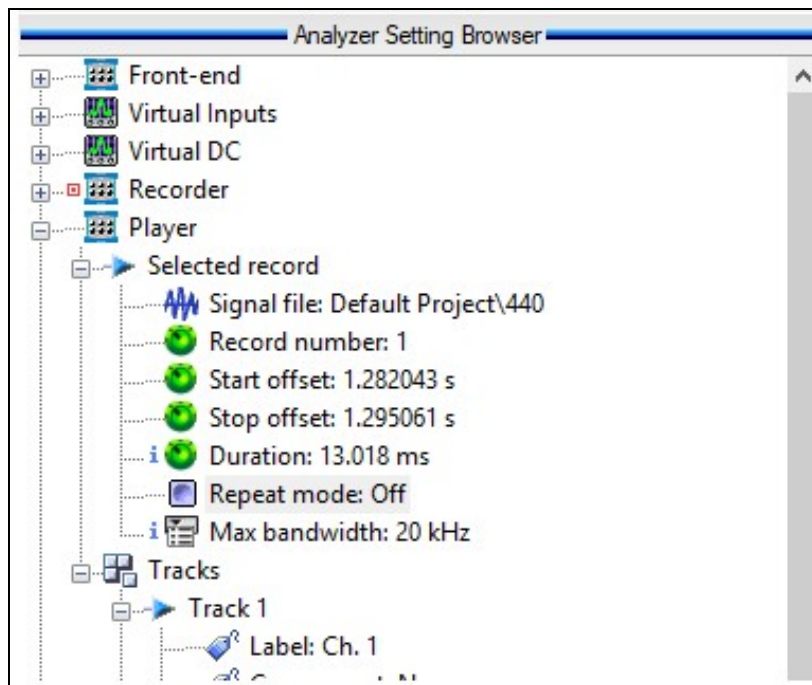 Analyzer Setting Browser
Front-end
Virtual Inputs
Virtual DC
Recorder
Player
Selected record
Signal file: Default Project\440
Record number: 1
Start offset: 1.282043 s
Stop offset: 1.295061 s
Duration: 13.018 ms
Repeat mode: Off
Max bandwidth: 20 kHz
Tracks
Track 1
Label: Ch. 1